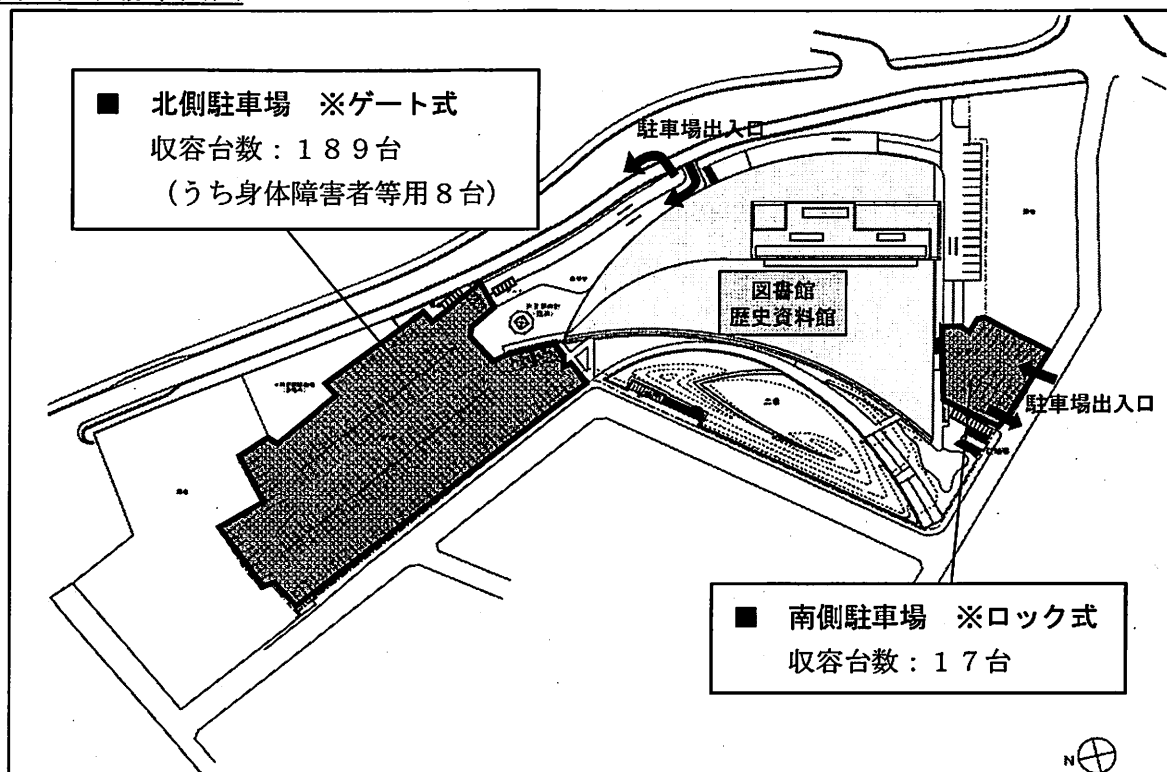 ■ 北側駐車場 ※ゲート式
収容台数：１８９台
（うち身体障害者等用８台）
駐車場出入口
図書館
歴史資料館
駐車場出入口
■ 南側駐車場 ※ロック式
収容台数：１７台
N